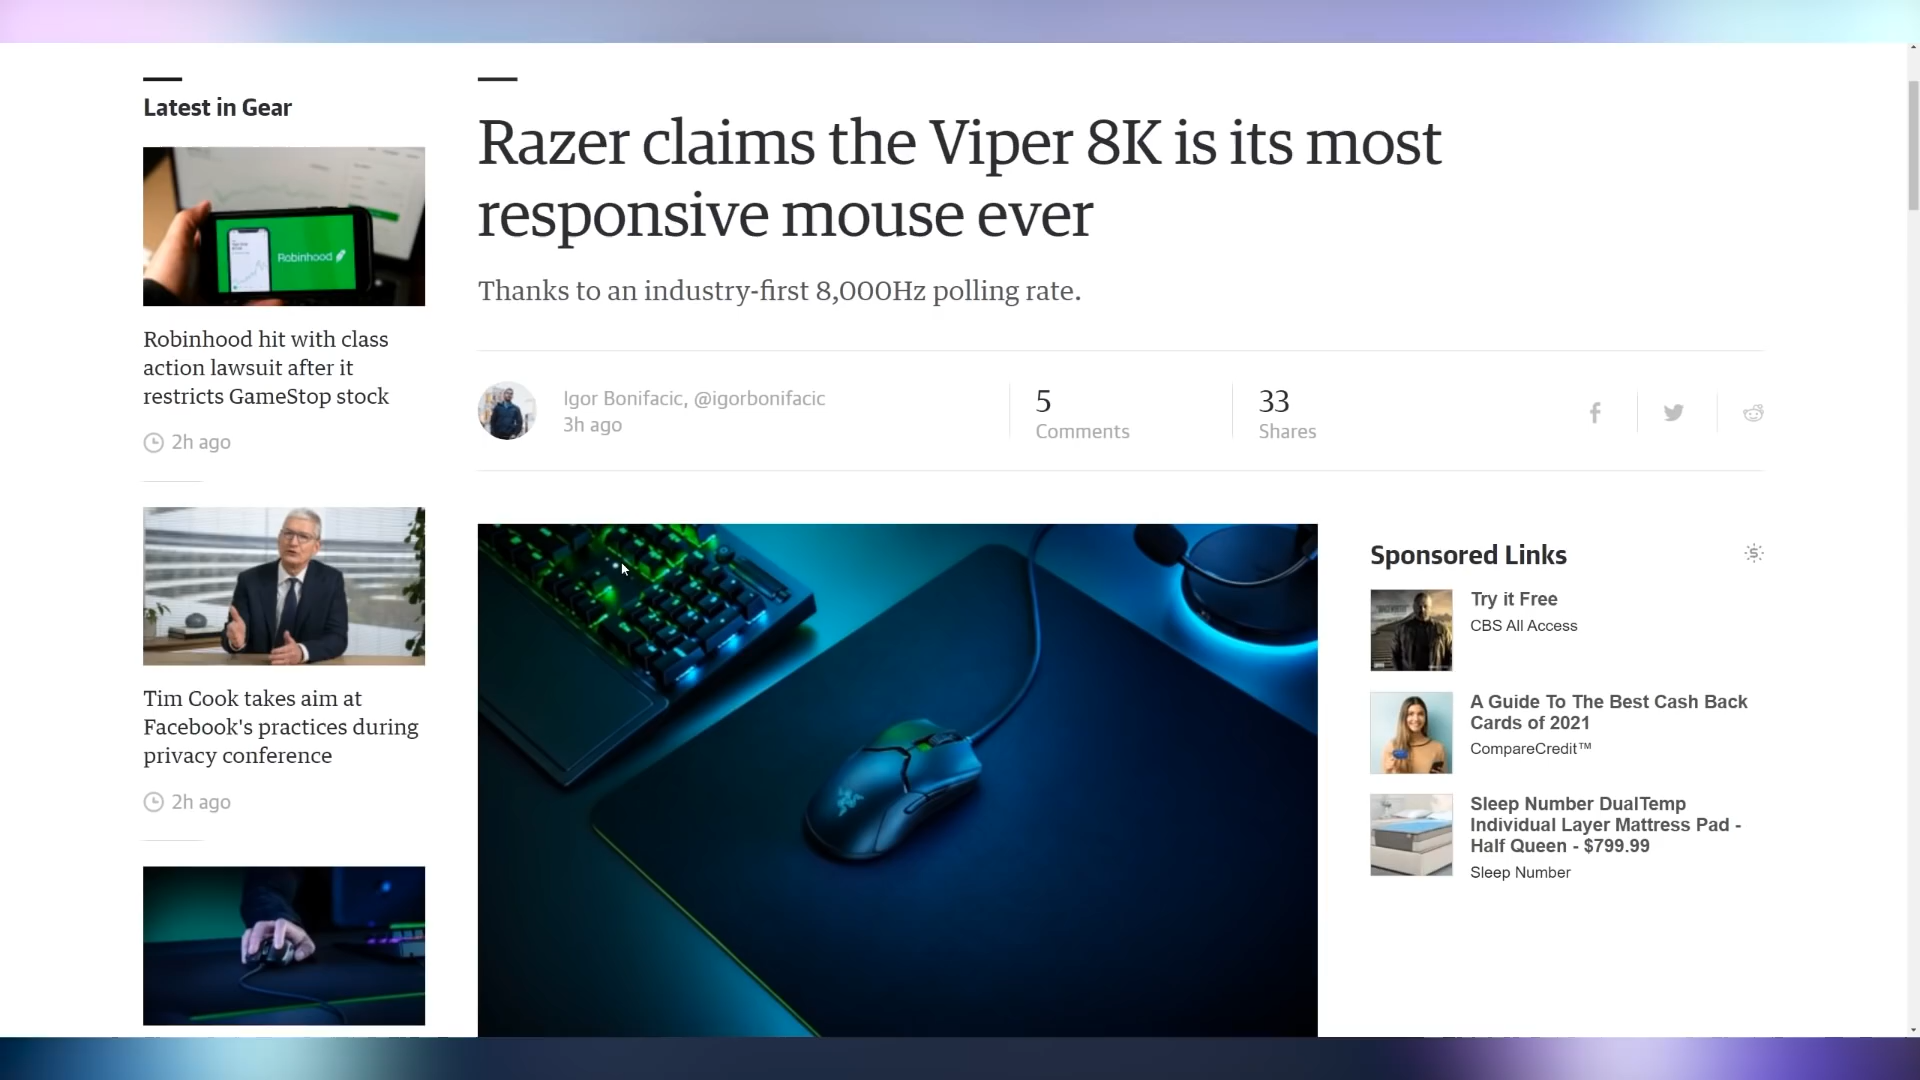 Latest in Gear
Robinhood
Robinhood hit with class
action lawsuit after it
restricts GameStop stock
2h ago
Tim Cook takes aim at
Facebook's practices during
privacy conference
2h ago
Razer claims the Viper 8K is its most
responsive mouse ever
Thanks to an industry-first 8,000Hz polling rate.
Igor Bonifacic, @igorbonifacic
3h ago
5
Comments
33
Shares
Sponsored Links
Try it Free
CBS All Access
A Guide To The Best Cash Back
Cards of 2021
CompareCredit™
Sleep Number DualTemp
Individual Layer Mattress Pad -
Half Queen - $799.99
Sleep Number